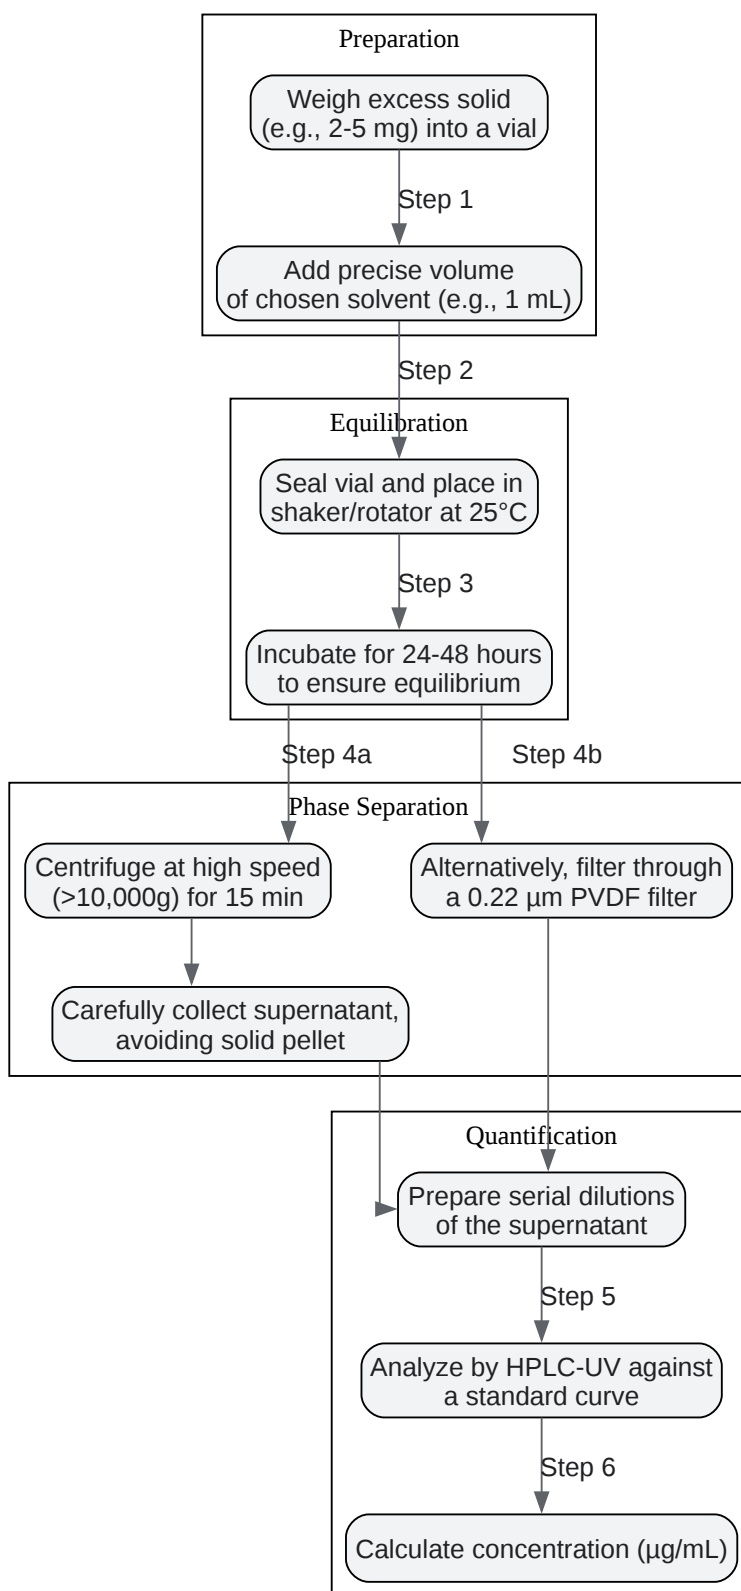 Preparation
Weigh excess solid
(e.g., 2-5 mg) into a vial
Step 1
Add precise volume
of chosen solvent (e.g., 1 mL)
Step 2
Equilibration
Seal vial and place in
shaker/rotator at 25°C
Step 3
Incubate for 24-48 hours
to ensure equilibrium
Step 4a
Step 4b
Phase Separation
Centrifuge at high speed
(>10,000g) for 15 min
Alternatively, filter through
a 0.22 µm PVDF filter
Carefully collect supernatant,
avoiding solid pellet
Quantification
Prepare serial dilutions
of the supernatant
Step 5
Analyze by HPLC-UV against
a standard curve
Step 6
Calculate concentration (µg/mL)